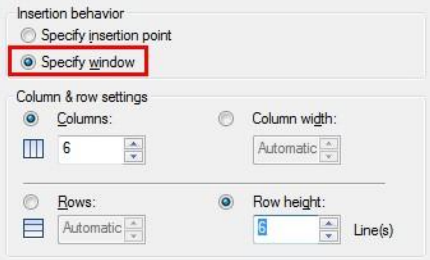 Insertion behavior
Specify insertion point
Specify window
Column & row settings
Columns: Column width:
6 Automatic
Rows: Row height:
Automatic 6 Line(s)